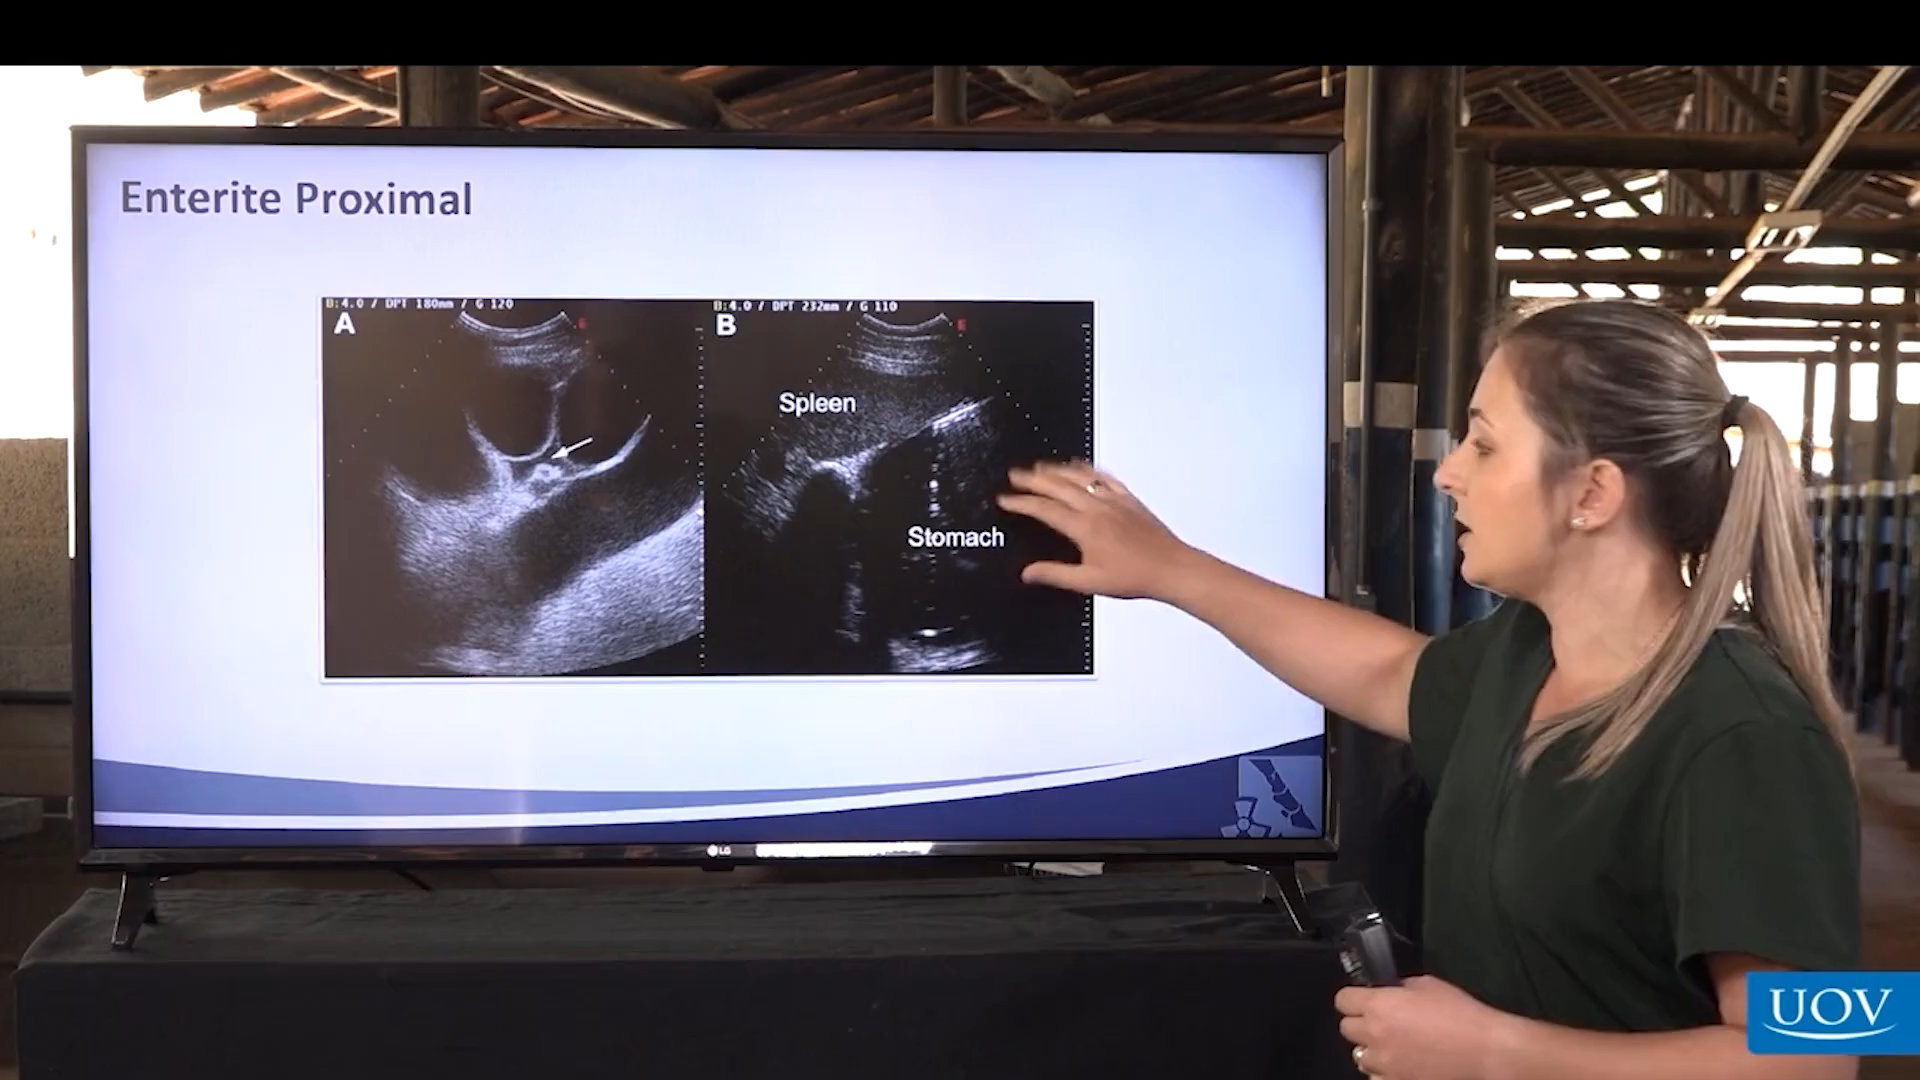 Enterite Proximal
B:4.0 / DPT 180mm / G 120
B:4.0 / DPT 232mm / G 110
A
E
B
E
Spleen
Stomach
LG
UOV